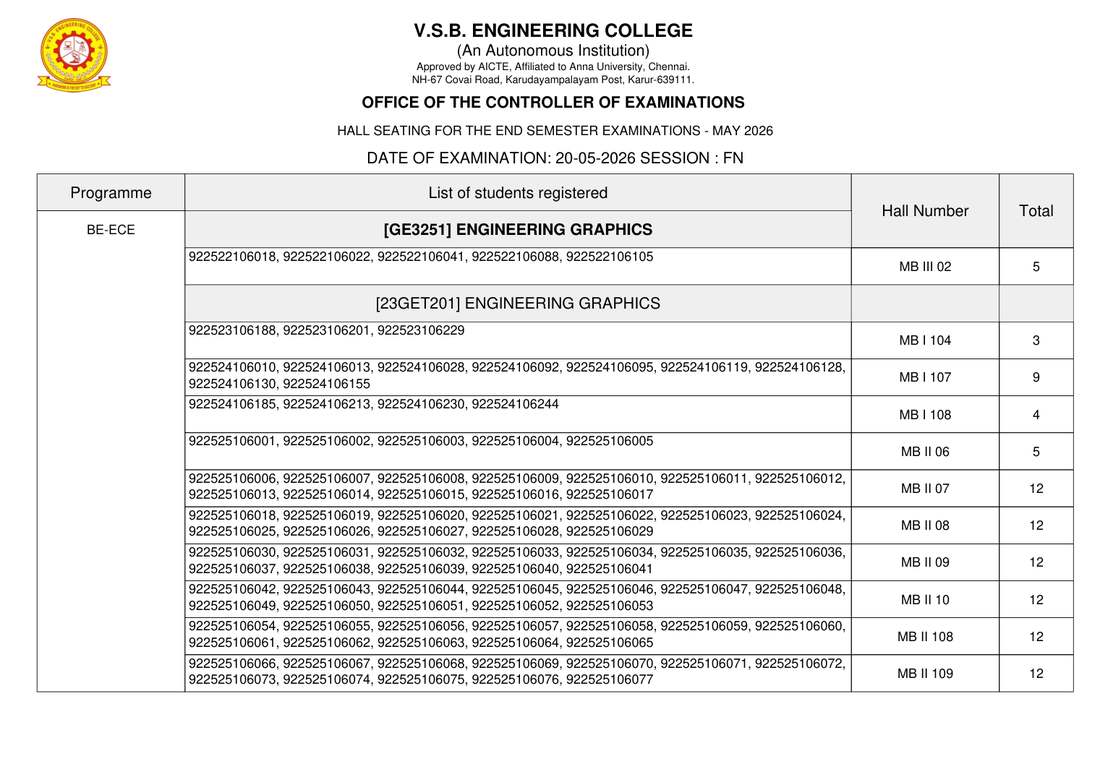 V.S.B. ENGINEERING COLLEGE
(An Autonomous Institution)
Approved by AICTE, Affiliated to Anna University, Chennai.
NH-67 Covai Road, Karudayampalayam Post, Karur-639111.
OFFICE OF THE CONTROLLER OF EXAMINATIONS
HALL SEATING FOR THE END SEMESTER EXAMINATIONS - MAY 2026
DATE OF EXAMINATION: 20-05-2026 SESSION : FN
Programme List of students registered Hall Number Total
BE-ECE [GE3251] ENGINEERING GRAPHICS
922522106018, 922522106022, 922522106041, 922522106088, 922522106105 MB III 02 5
[23GET201] ENGINEERING GRAPHICS
922523106188, 922523106201, 922523106229 MB I 104 3
922524106010, 922524106013, 922524106028, 922524106092, 922524106095, 922524106119, 922524106128,
922524106130, 922524106155 MB I 107 9
922524106185, 922524106213, 922524106230, 922524106244 MB I 108 4
922525106001, 922525106002, 922525106003, 922525106004, 922525106005 MB II 06 5
922525106006, 922525106007, 922525106008, 922525106009, 922525106010, 922525106011, 922525106012,
922525106013, 922525106014, 922525106015, 922525106016, 922525106017 MB II 07 12
922525106018, 922525106019, 922525106020, 922525106021, 922525106022, 922525106023, 922525106024,
922525106025, 922525106026, 922525106027, 922525106028, 922525106029 MB II 08 12
922525106030, 922525106031, 922525106032, 922525106033, 922525106034, 922525106035, 922525106036,
922525106037, 922525106038, 922525106039, 922525106040, 922525106041 MB II 09 12
922525106042, 922525106043, 922525106044, 922525106045, 922525106046, 922525106047, 922525106048,
922525106049, 922525106050, 922525106051, 922525106052, 922525106053 MB II 10 12
922525106054, 922525106055, 922525106056, 922525106057, 922525106058, 922525106059, 922525106060,
922525106061, 922525106062, 922525106063, 922525106064, 922525106065 MB II 108 12
922525106066, 922525106067, 922525106068, 922525106069, 922525106070, 922525106071, 922525106072,
922525106073, 922525106074, 922525106075, 922525106076, 922525106077 MB II 109 12